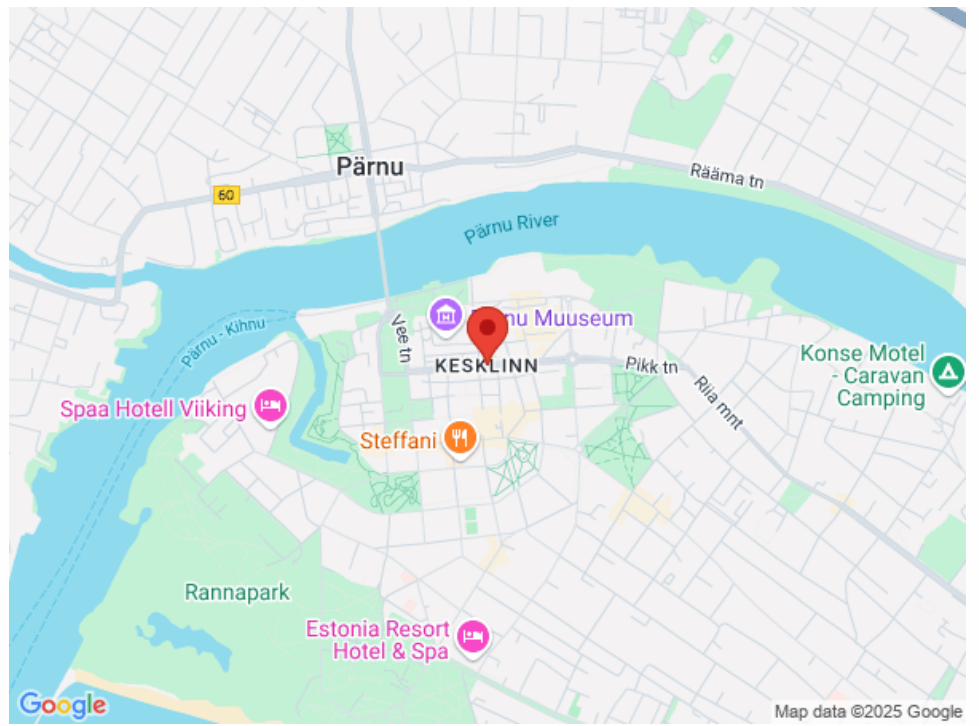 Pärnu
60
Rääma tn
Pärnu River
Pärnu - Kihnu
Vee tn
Muuseum
KESKLINN
Pikk tn
Riia mnt
Konse Motel
- Caravan
Camping
Spaa Hotell Viiking
Steffani
Rannapark
Estonia Resort
Hotel & Spa
Google
Map data ©2025 Google